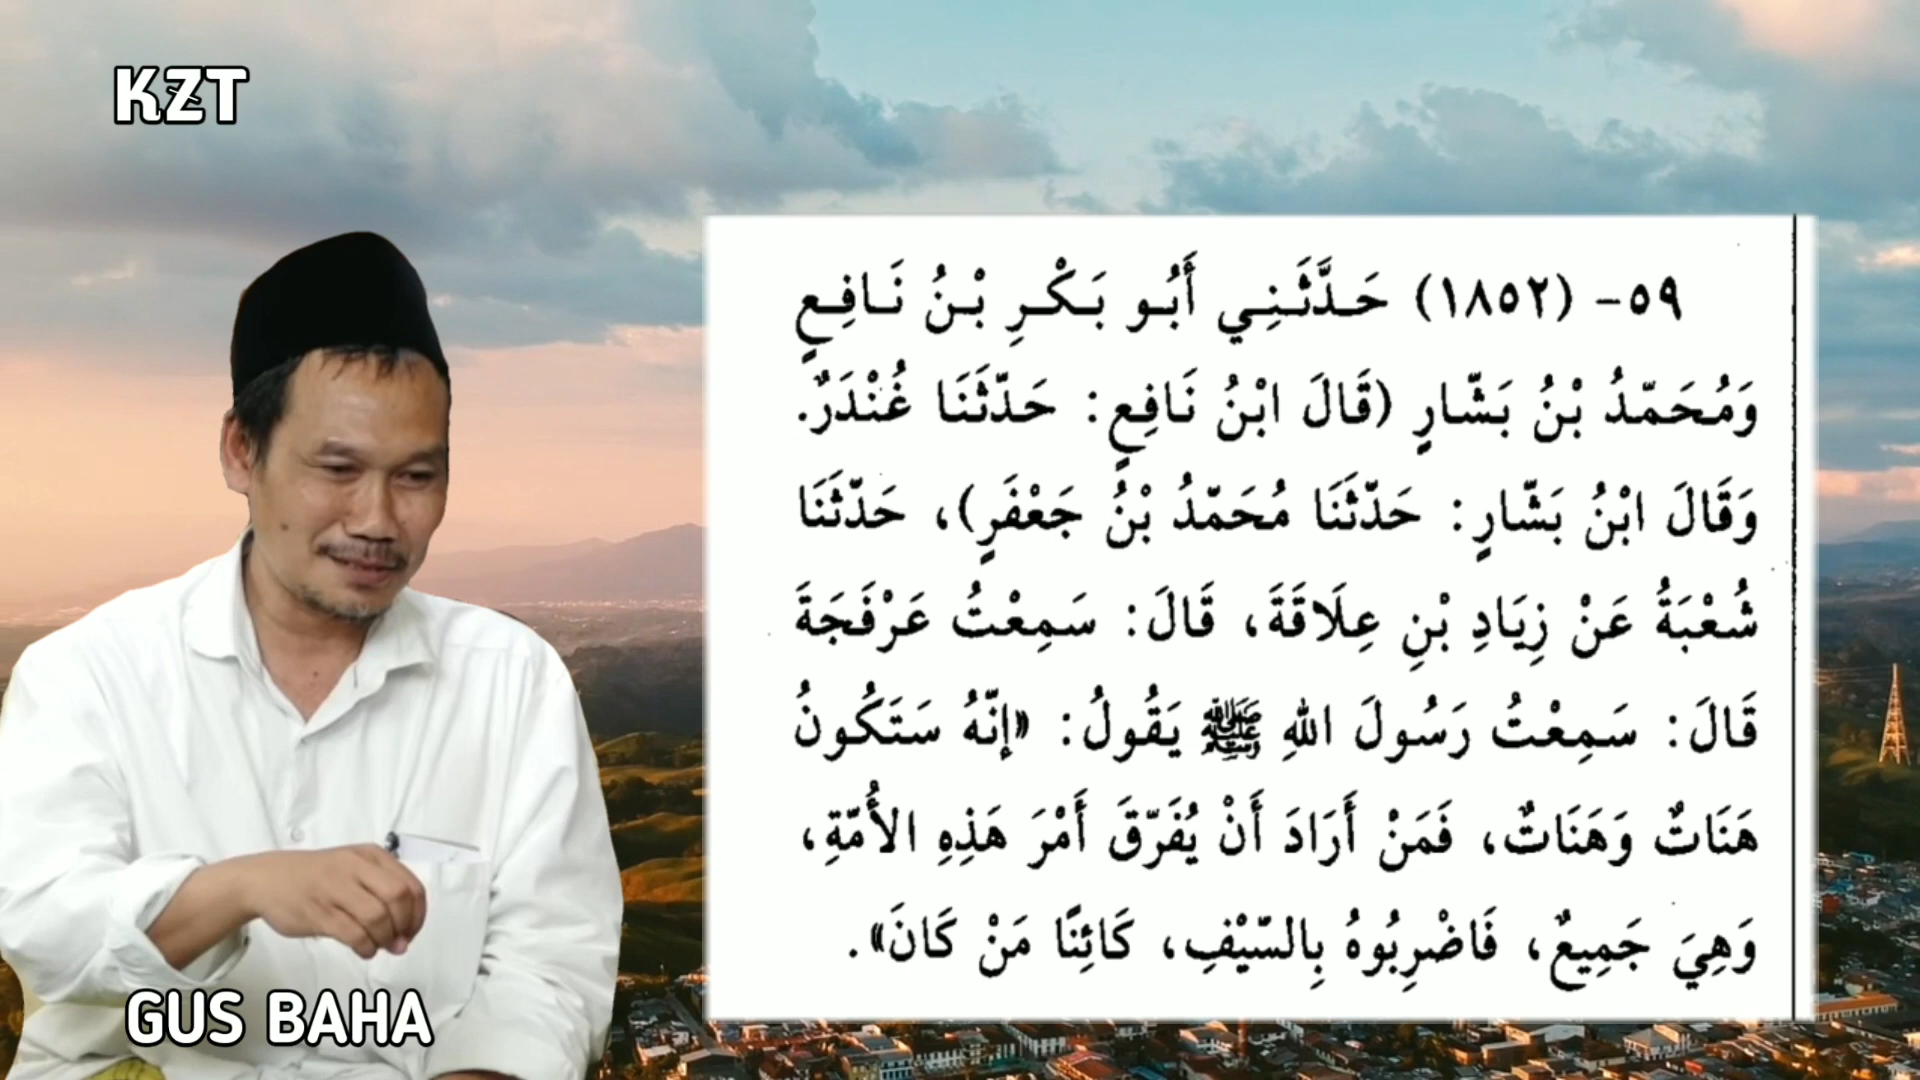 KZT
٥٩- (١٨٥٢) حَدَّثَنِي أَبُو بَكْرِ بْنُ نَافِعٍ
وَمُحَمَّدُ بْنُ بَشَّارٍ (قَالَ ابْنُ نَافِعٍ: حَدَّثَنَا غُنْدَرٌ.
وَقَالَ ابْنُ بَشَّارٍ: حَدَّثَنَا مُحَمَّدُ بْنُ جَعْفَرٍ)، حَدَّثَنَا
شُعْبَةُ عَنْ زِيَادِ بْنِ عِلَاقَةَ، قَالَ: سَمِعْتُ عَرْفَجَةَ
قَالَ: سَمِعْتُ رَسُولَ اللهِ ﷺ يَقُولُ: «إِنَّهُ سَتَكُونُ
هَنَاتٌ وَهَنَاتٌ، فَمَنْ أَرَادَ أَنْ يُفَرِّقَ أَمْرَ هَذِهِ الأُمَّةِ،
وَهِيَ جَمِيعٌ، فَاضْرِبُوهُ بِالسَّيْفِ، كَائِنًا مَنْ كَانَ».
GUS BAHA